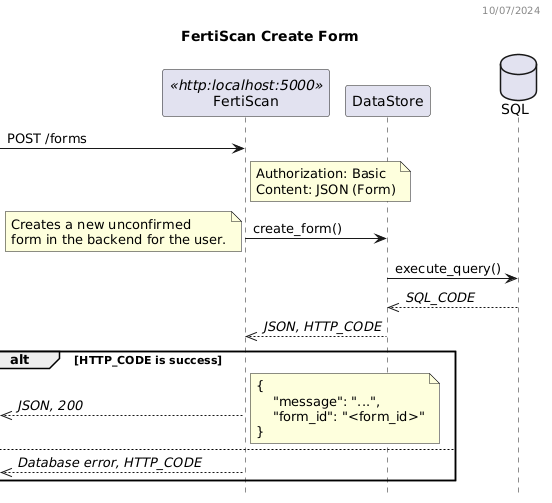 10/07/2024
FertiScan Create Form
«http:localhost:5000»
FertiScan
DataStore
SQL
POST /forms
Authorization: Basic
Content: JSON (Form)
Creates a new unconfirmed
form in the backend for the user.
create_form()
execute_query()
SQL_CODE
JSON, HTTP_CODE
alt [HTTP_CODE is success]
{
"message": "...",
"form_id": "<form_id>"
}
JSON, 200
Database error, HTTP_CODE